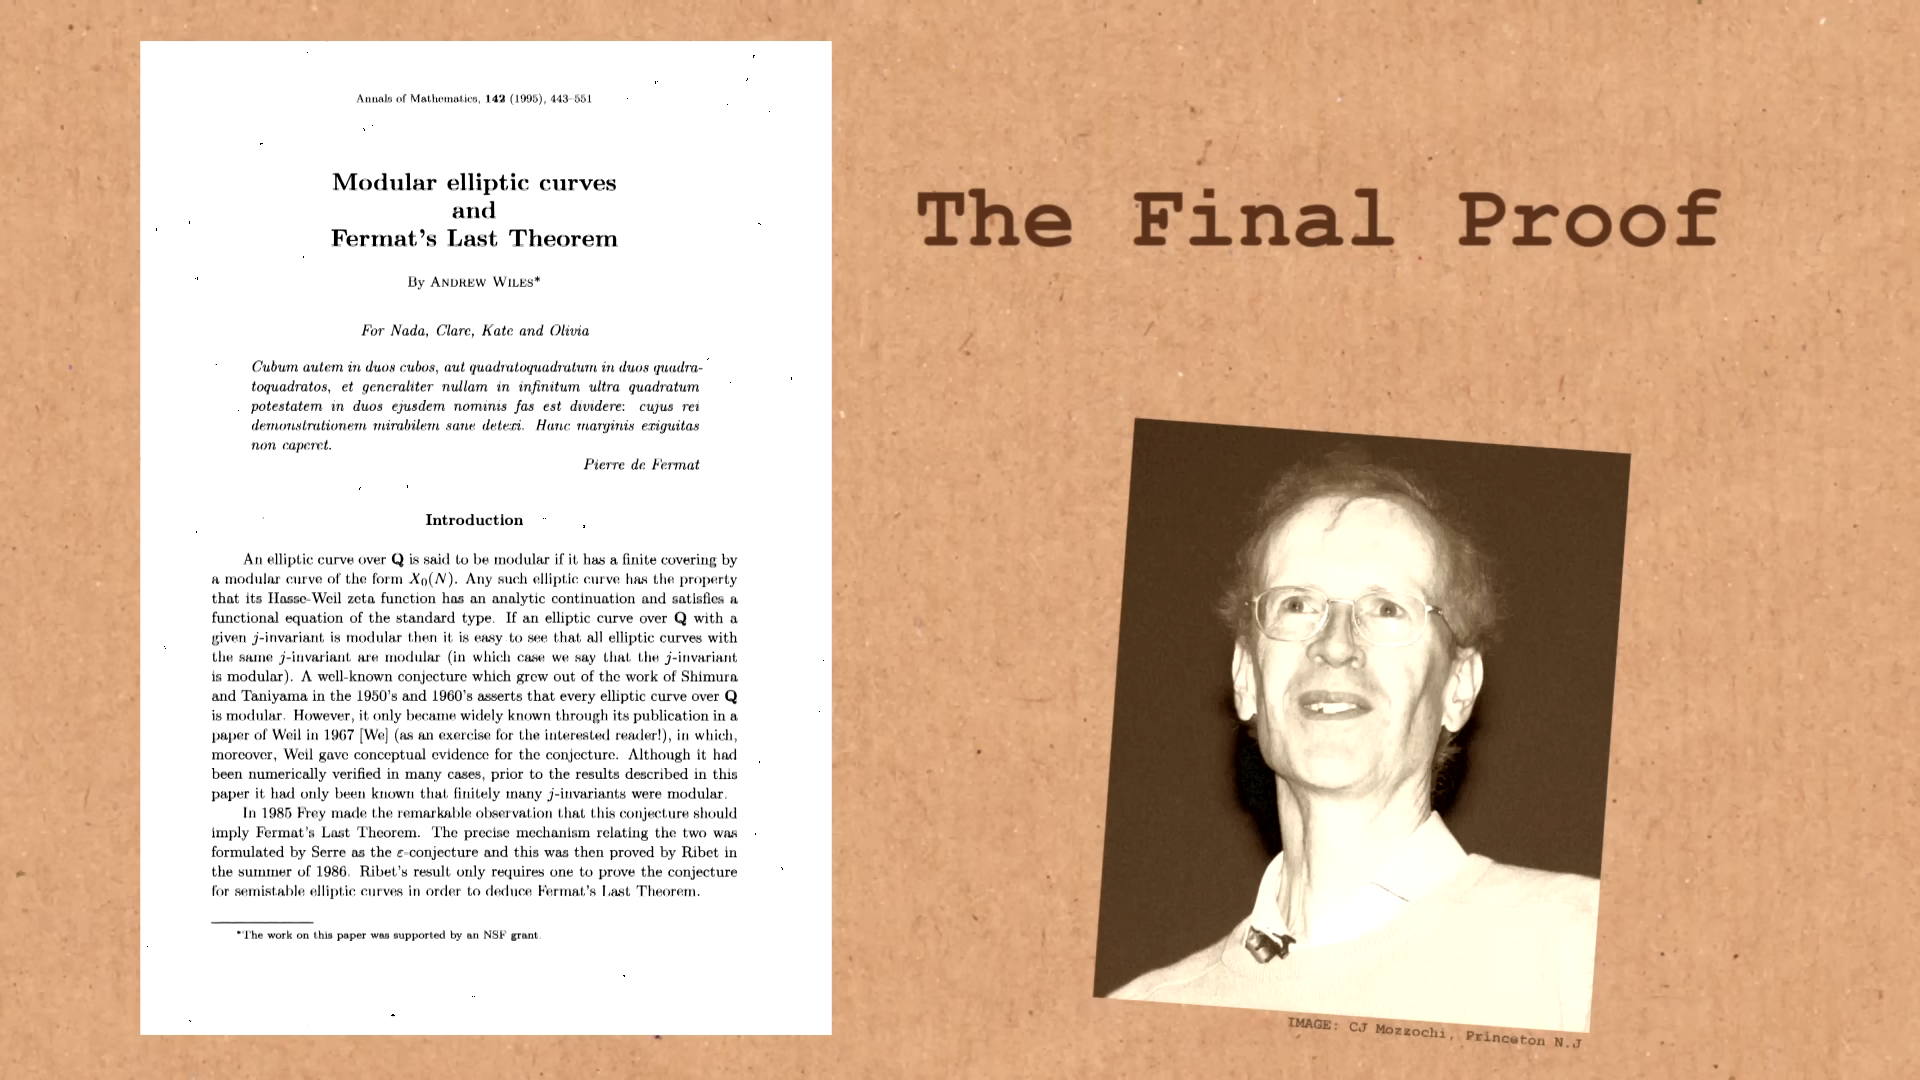 Annals of Mathematics, 142 (1995), 443–551
Modular elliptic curves
and
Fermat's Last Theorem
By ANDREW WILES*
For Nada, Clare, Kate and Olivia
Cubum autem in duos cubos, aut quadratoquadratum in duos quadra-
toquadratos, et generaliter nullam in infinitum ultra quadratum
potestatem in duos ejusdem nominis fas est dividere: cujus rei
demonstrationem mirabilem sane detexi. Hanc marginis exiguitas
non caperet.
Pierre de Fermat
Introduction
An elliptic curve over Q is said to be modular if it has a finite covering by
a modular curve of the form X₀(N). Any such elliptic curve has the property
that its Hasse-Weil zeta function has an analytic continuation and satisfies a
functional equation of the standard type. If an elliptic curve over Q with a
given j-invariant is modular then it is easy to see that all elliptic curves with
the same j-invariant are modular (in which case we say that the j-invariant
is modular). A well-known conjecture which grew out of the work of Shimura
and Taniyama in the 1950's and 1960's asserts that every elliptic curve over Q
is modular. However, it only became widely known through its publication in a
paper of Weil in 1967 [We] (as an exercise for the interested reader!), in which,
moreover, Weil gave conceptual evidence for the conjecture. Although it had
been numerically verified in many cases, prior to the results described in this
paper it had only been known that finitely many j-invariants were modular.
In 1985 Frey made the remarkable observation that this conjecture should
imply Fermat's Last Theorem. The precise mechanism relating the two was
formulated by Serre as the ε-conjecture and this was then proved by Ribet in
the summer of 1986. Ribet's result only requires one to prove the conjecture
for semistable elliptic curves in order to deduce Fermat's Last Theorem.
*The work on this paper was supported by an NSF grant.
The Final Proof
IMAGE: CJ Mozzochi, Princeton N.J